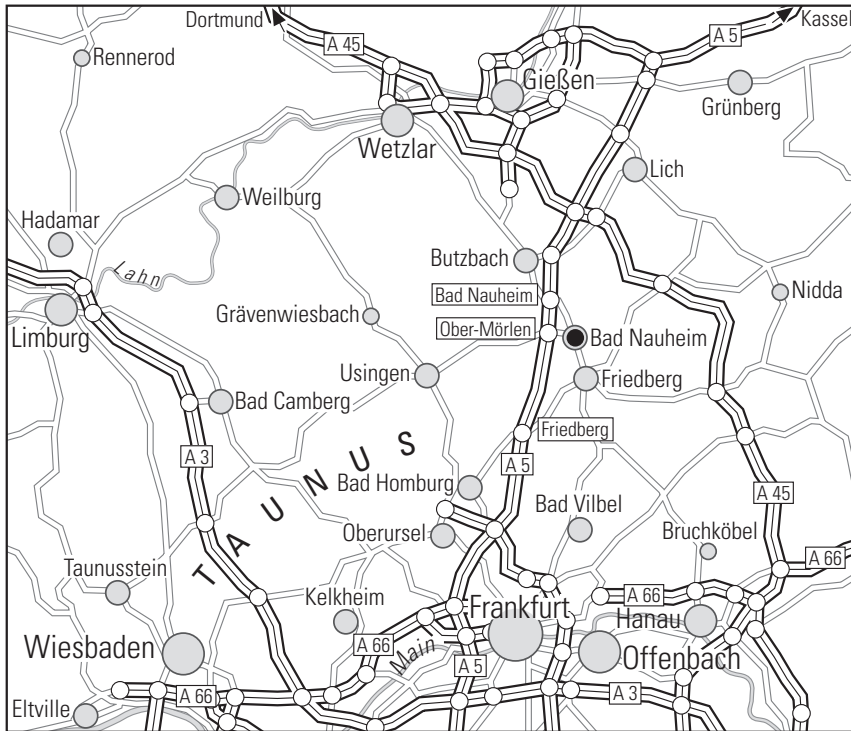 Dortmund
Kassel
A 45
A 5
Rennerod
Gießen
Grünberg
Wetzlar
Lich
Weilburg
Hadamar
Butzbach
Lahn
Bad Nauheim
Nidda
Grävenwiesbach
Limburg
Ober-Mörlen
Bad Nauheim
Usingen
Friedberg
Bad Camberg
Friedberg
A 3
TAUNUS
A 5
Bad Homburg
A 45
Bad Vilbel
Oberursel
Bruchköbel
A 66
Taunusstein
Kelkheim
A 66
Frankfurt
Hanau
Wiesbaden
A 66
Main
Offenbach
A 5
A 66
A 3
Eltville